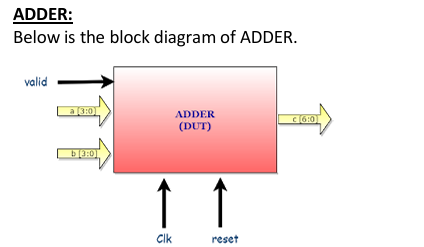 ADDER:
Below is the block diagram of ADDER.
valid
a [3:0]
ADDER
(DUT)
c [6:0]
b [3:0]
Clk
reset